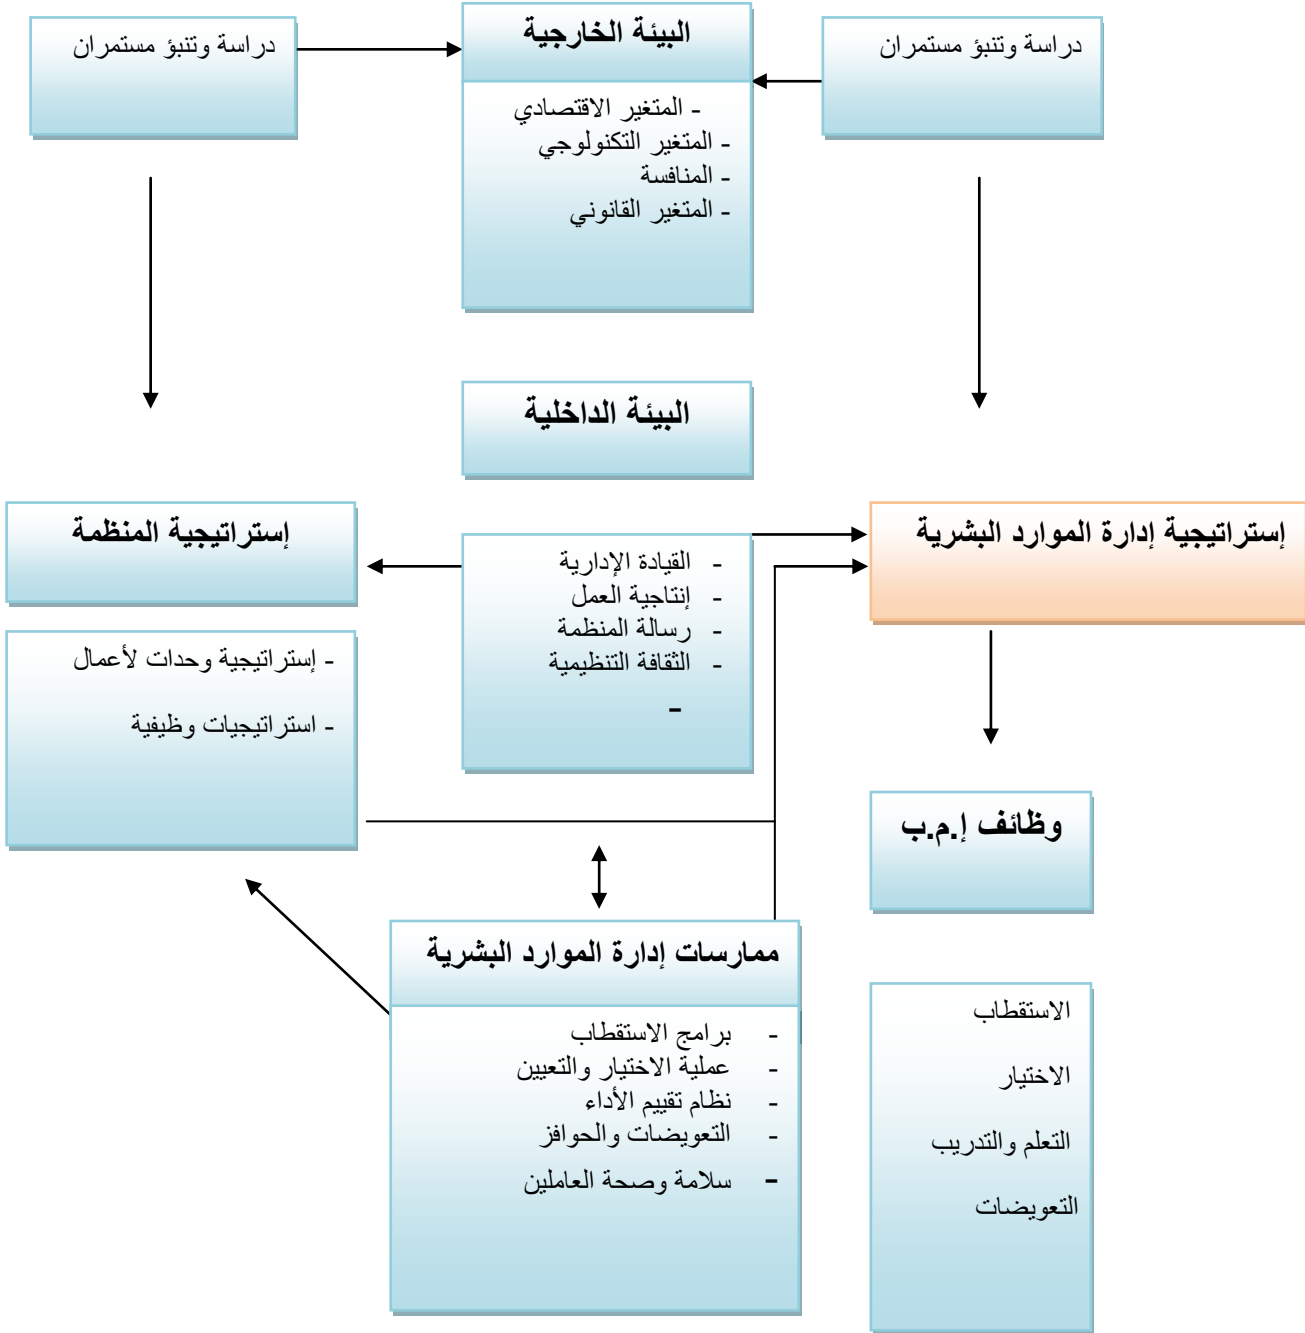 دراسة وتنبؤ مستمران
البيئة الخارجية
دراسة وتنبؤ مستمران
- المتغير الاقتصادي
- المتغير التكنولوجي
- المنافسة
- المتغير القانوني
البيئة الداخلية
إستراتيجية إدارة الموارد البشرية
إستراتيجية المنظمة
- القيادة الإدارية
- إنتاجية العمل
- رسالة المنظمة
- الثقافة التنظيمية
-
- إستراتيجية وحدات لأعمال
- استراتيجيات وظيفية
وظائف إ.م.ب
ممارسات إدارة الموارد البشرية
- برامج الاستقطاب
- عملية الاختيار والتعيين
- نظام تقييم الأداء
- التعويضات والحوافز
- سلامة وصحة العاملين
الاستقطاب
الاختيار
التعلم والتدريب
التعويضات